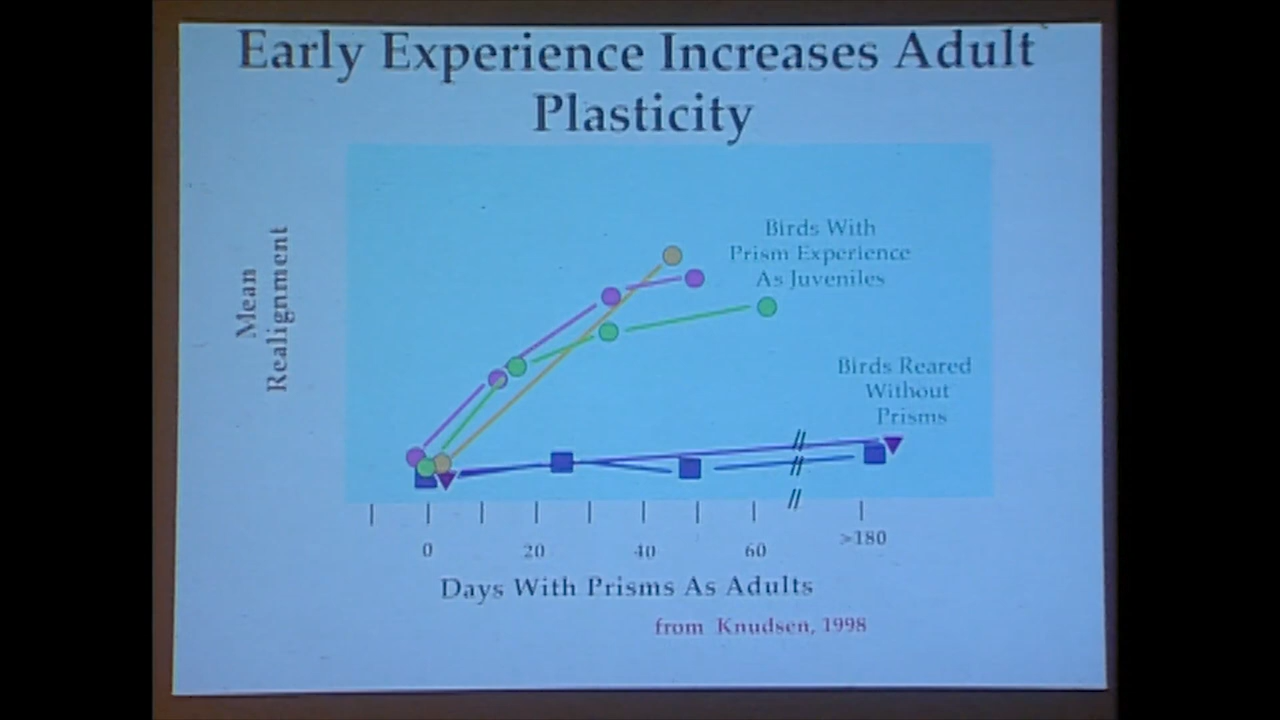 Early Experience Increases Adult
Plasticity
Mean
Realignment
Birds With
Prism Experience
As Juveniles
Birds Reared
Without
Prisms
0 20 40 60 >180
Days With Prisms As Adults
from Knudsen, 1998